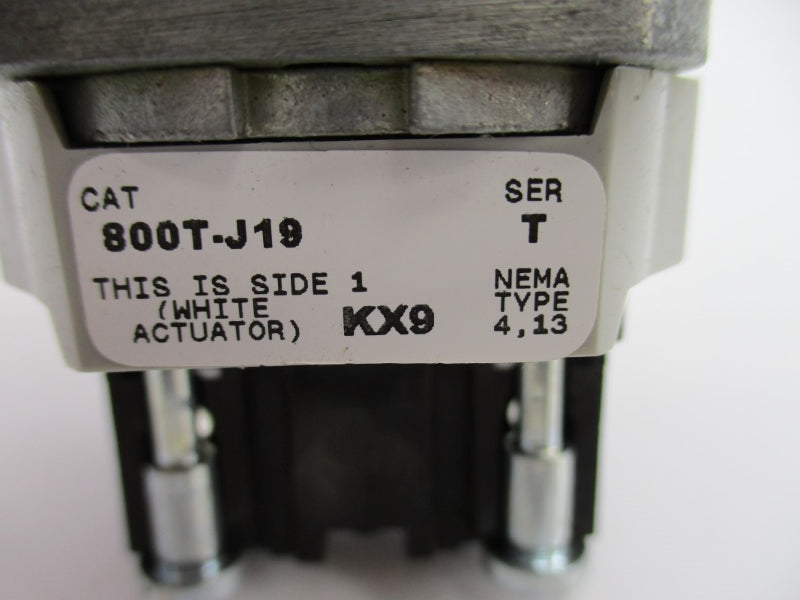 CAT SER
800T-J19 T
THIS IS SIDE 1 NEMA
(WHITE TYPE
ACTUATOR) KX9 4,13